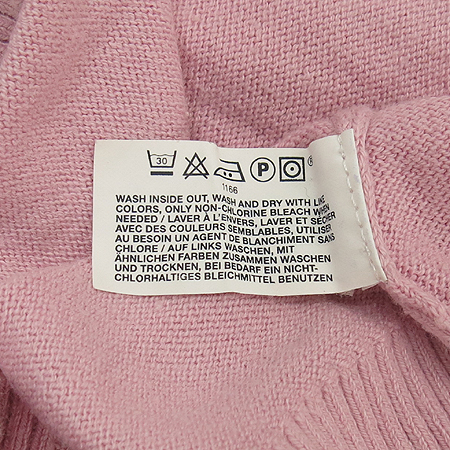 30 P ®
1166
WASH INSIDE OUT, WASH AND DRY WITH LIKE
COLORS, ONLY NON-CHLORINE BLEACH WHEN
NEEDED / LAVER À L'ENVERS, LAVER ET SÉCHER
AVEC DES COULEURS SEMBLABLES, UTILISER
AU BESOIN UN AGENT DE BLANCHIMENT SANS
CHLORE / AUF LINKS WASCHEN, MIT
ÄHNLICHEN FARBEN ZUSAMMEN WASCHEN
UND TROCKNEN, BEI BEDARF EIN NICHT-
CHLORHALTIGES BLEICHMITTEL BENUTZEN